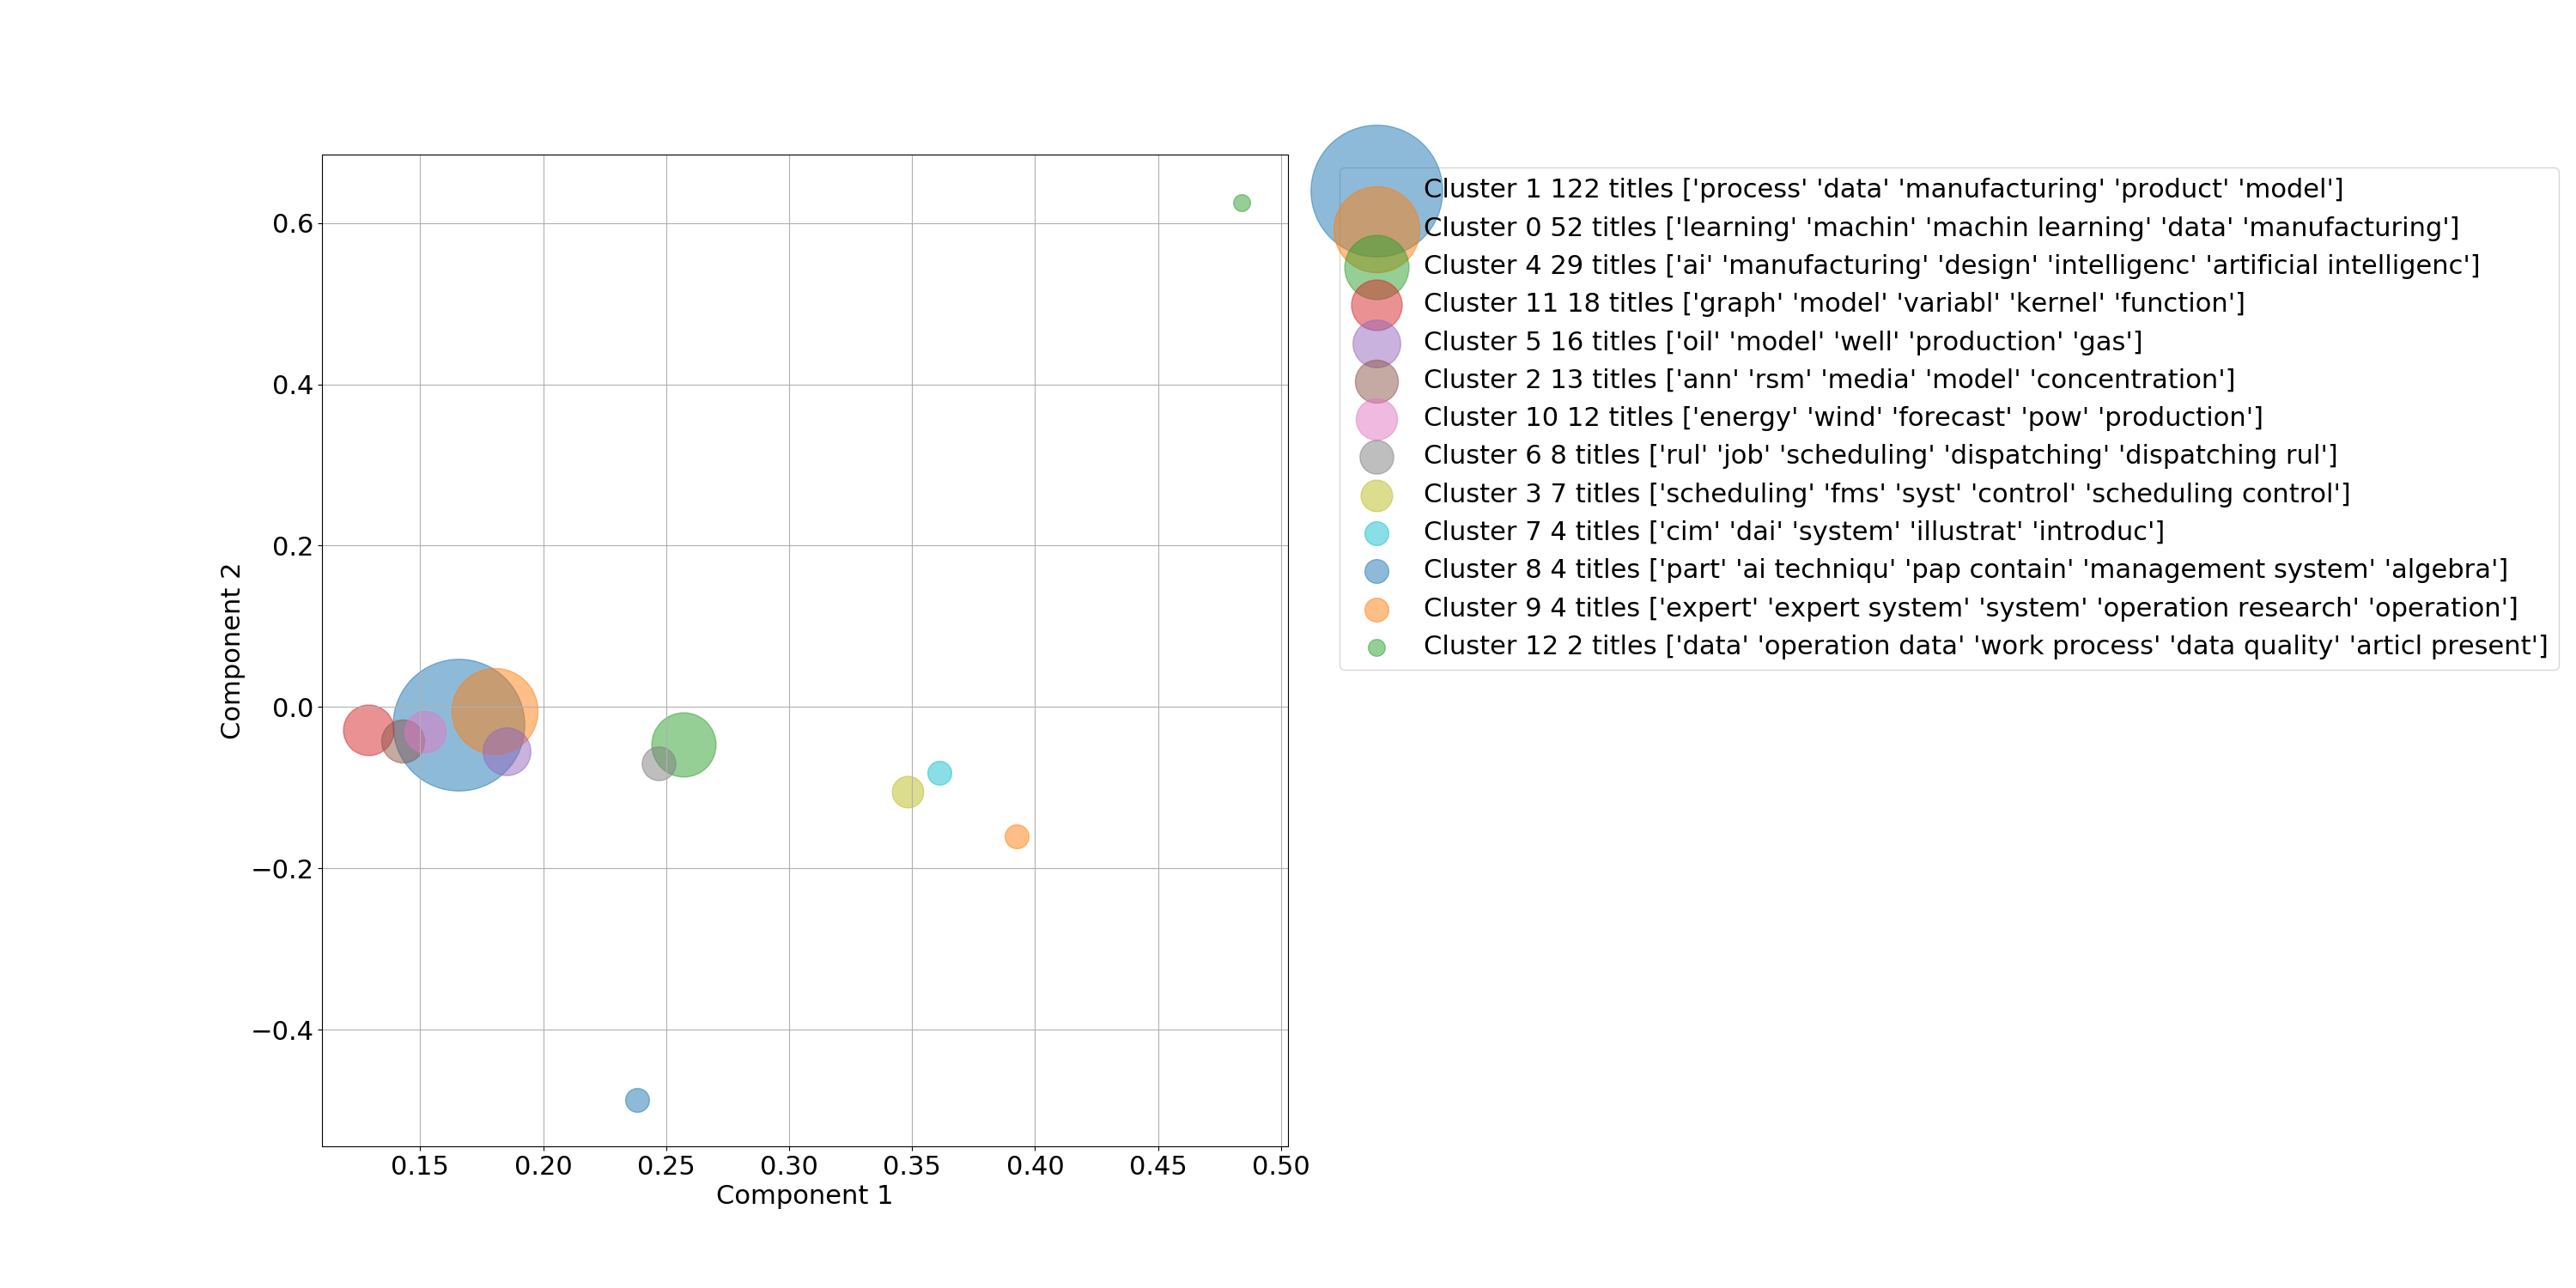 0.6
0.4
0.2
0.0
−0.2
−0.4
Component 2
0.15 0.20 0.25 0.30 0.35 0.40 0.45 0.50
Component 1
Cluster 1 122 titles ['process' 'data' 'manufacturing' 'product' 'model']
Cluster 0 52 titles ['learning' 'machin' 'machin learning' 'data' 'manufacturing']
Cluster 4 29 titles ['ai' 'manufacturing' 'design' 'intelligenc' 'artificial intelligenc']
Cluster 11 18 titles ['graph' 'model' 'variabl' 'kernel' 'function']
Cluster 5 16 titles ['oil' 'model' 'well' 'production' 'gas']
Cluster 2 13 titles ['ann' 'rsm' 'media' 'model' 'concentration']
Cluster 10 12 titles ['energy' 'wind' 'forecast' 'pow' 'production']
Cluster 6 8 titles ['rul' 'job' 'scheduling' 'dispatching' 'dispatching rul']
Cluster 3 7 titles ['scheduling' 'fms' 'syst' 'control' 'scheduling control']
Cluster 7 4 titles ['cim' 'dai' 'system' 'illustrat' 'introduc']
Cluster 8 4 titles ['part' 'ai techniqu' 'pap contain' 'management system' 'algebra']
Cluster 9 4 titles ['expert' 'expert system' 'system' 'operation research' 'operation']
Cluster 12 2 titles ['data' 'operation data' 'work process' 'data quality' 'articl present']